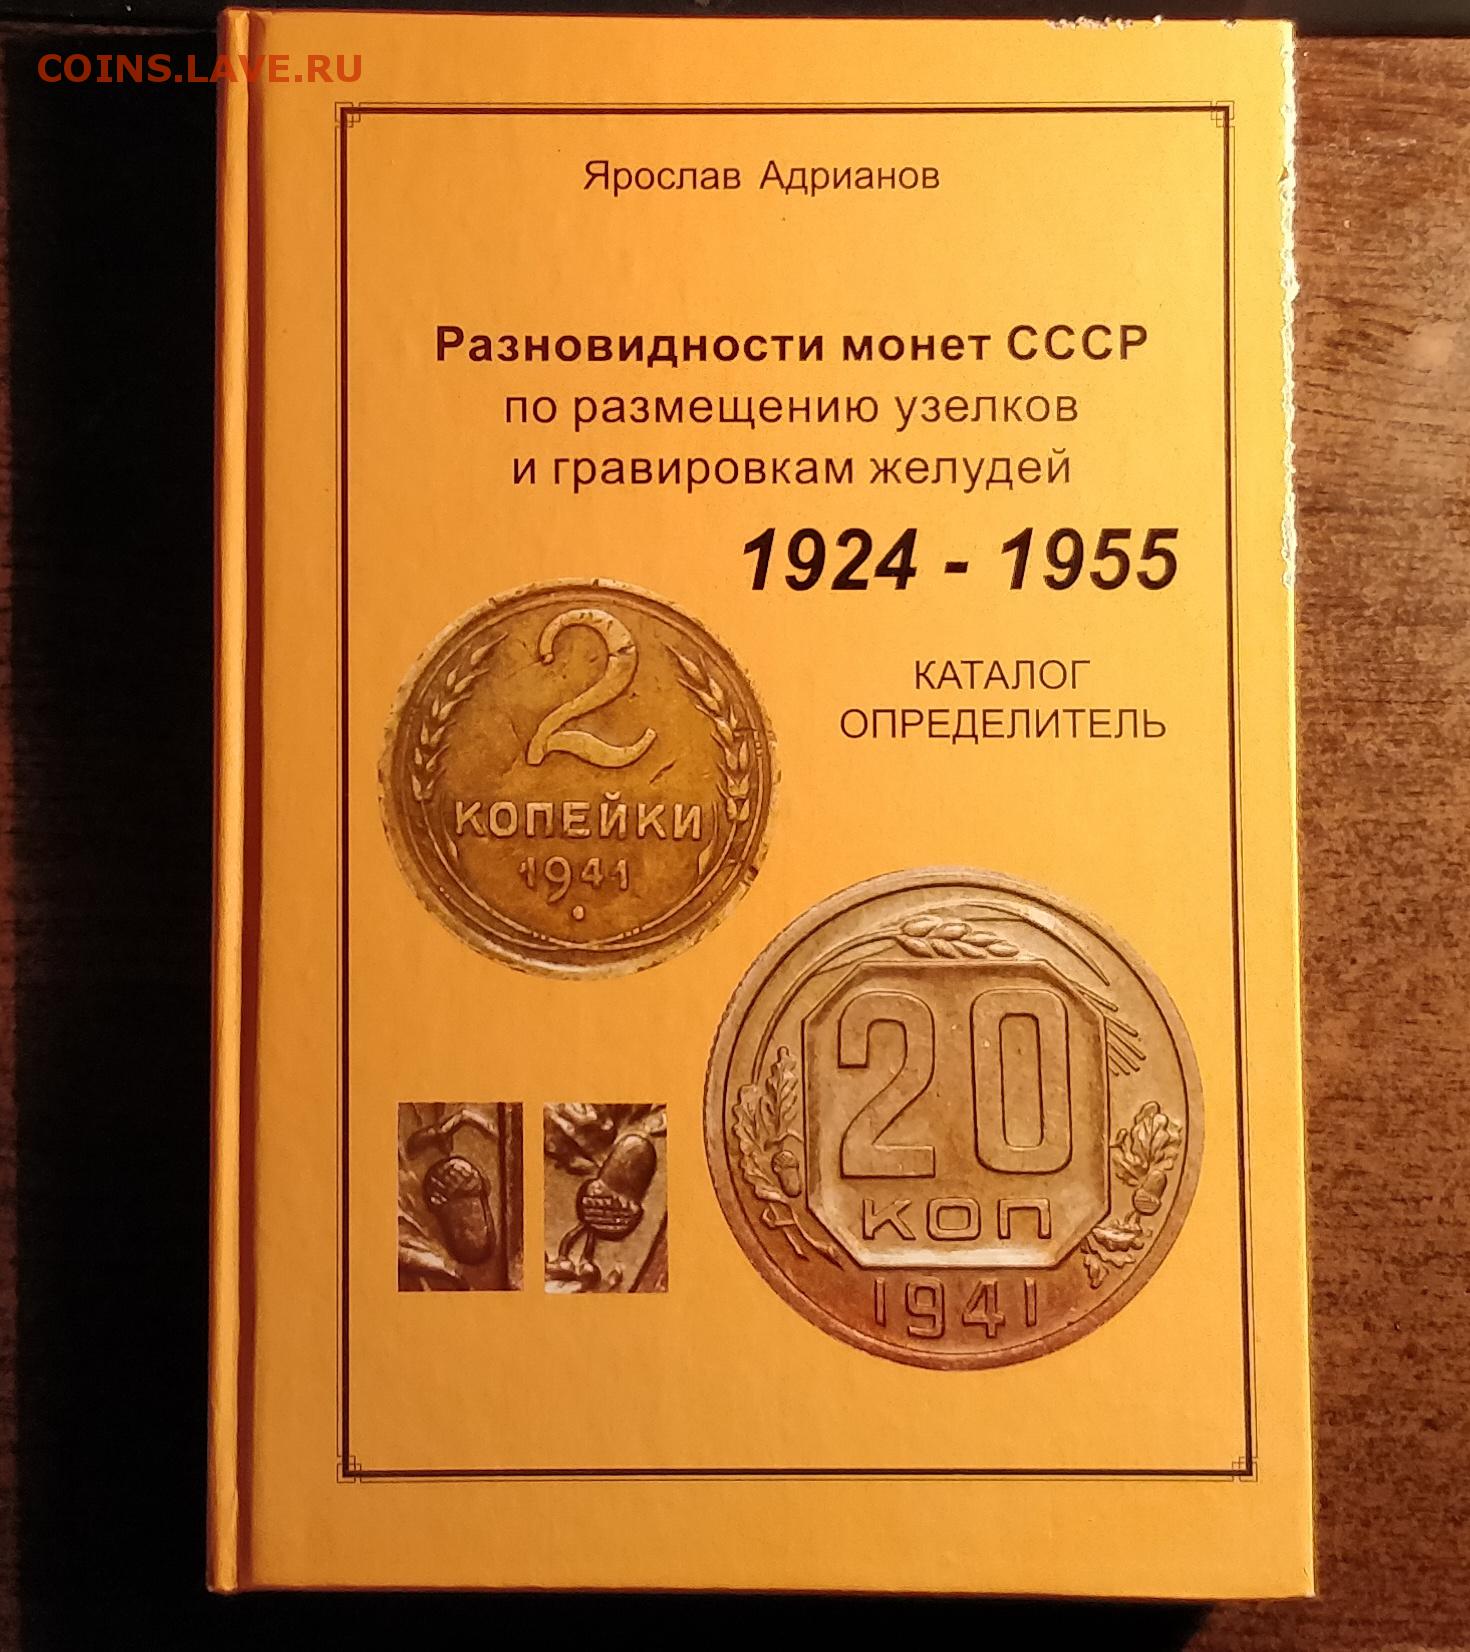 COINS.LAVE.RU
Ярослав Адрианов
Разновидности монет СССР
по размещению узелков
и гравировкам желудей
1924 - 1955
КАТАЛОГ
ОПРЕДЕЛИТЕЛЬ
2
КОПЕЙКИ
1941
20
КОП
1941